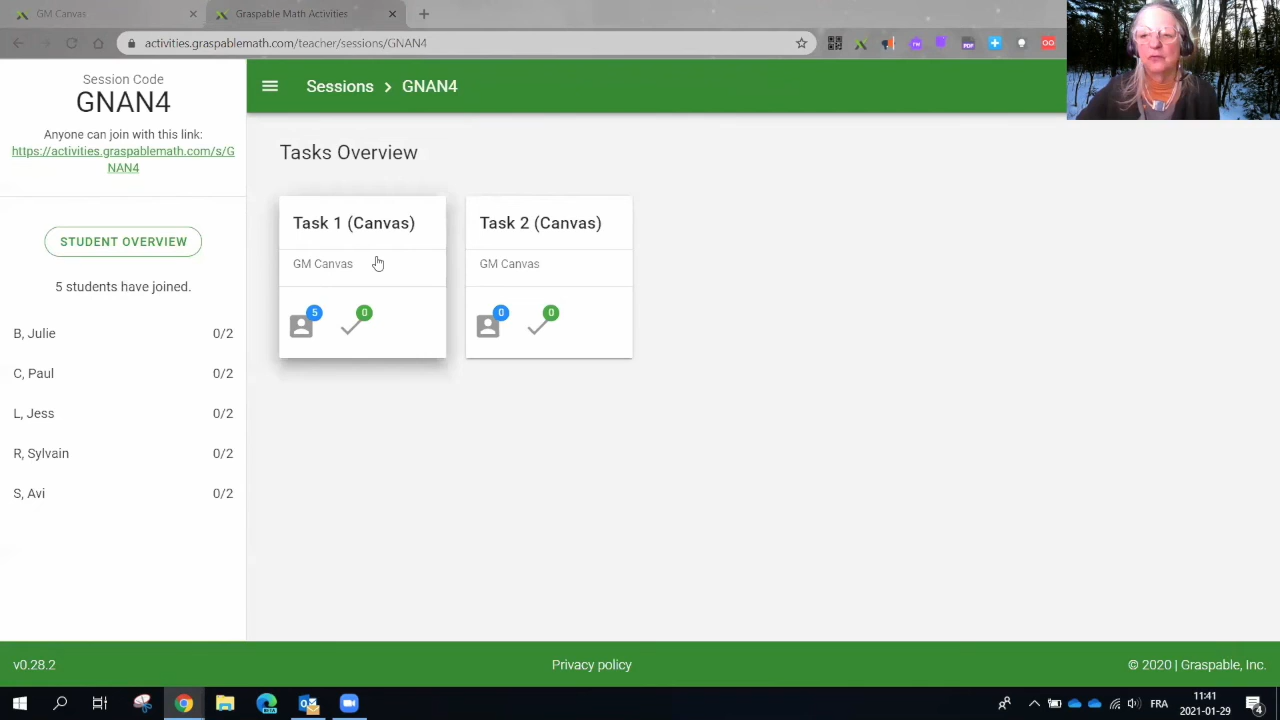 GM Canvas
Graspable Math Activities
activities.graspablemath.com/teacher/sessions/GNAN4
Session Code
GNAN4
Anyone can join with this link:
https://activities.graspablemath.com/s/G
NAN4
STUDENT OVERVIEW
5 students have joined.
B, Julie 0/2
C, Paul 0/2
L, Jess 0/2
R, Sylvain 0/2
S, Avi 0/2
Sessions > GNAN4
Tasks Overview
Task 1 (Canvas)
GM Canvas
5 0
Task 2 (Canvas)
GM Canvas
0 0
v0.28.2
Privacy policy
© 2020 | Graspable, Inc.
FRA
11:41
2021-01-29
4